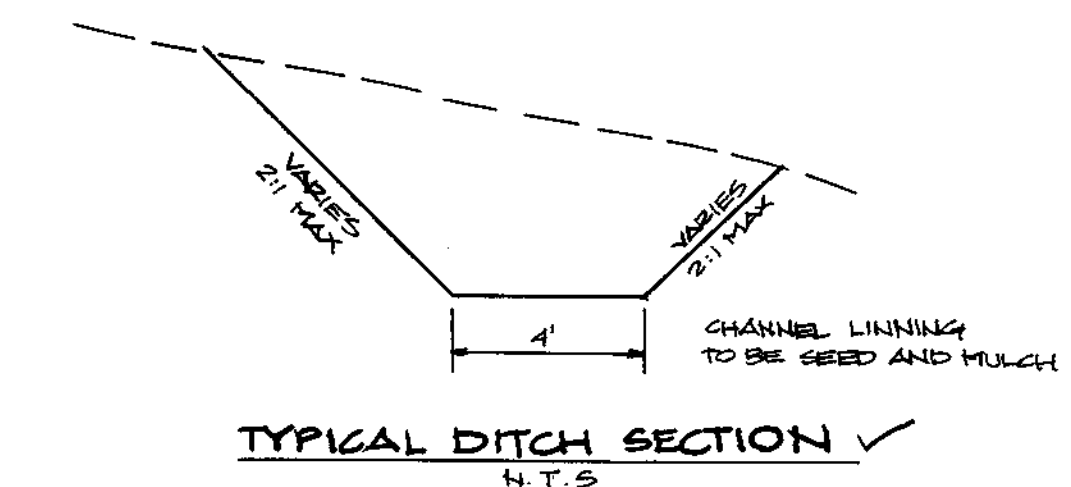 VARIES
2:1 MAX
VARIES
2:1 MAX
4'
CHANNEL LINNING
TO BE SEED AND MULCH
TYPICAL DITCH SECTION ✓
N.T.S